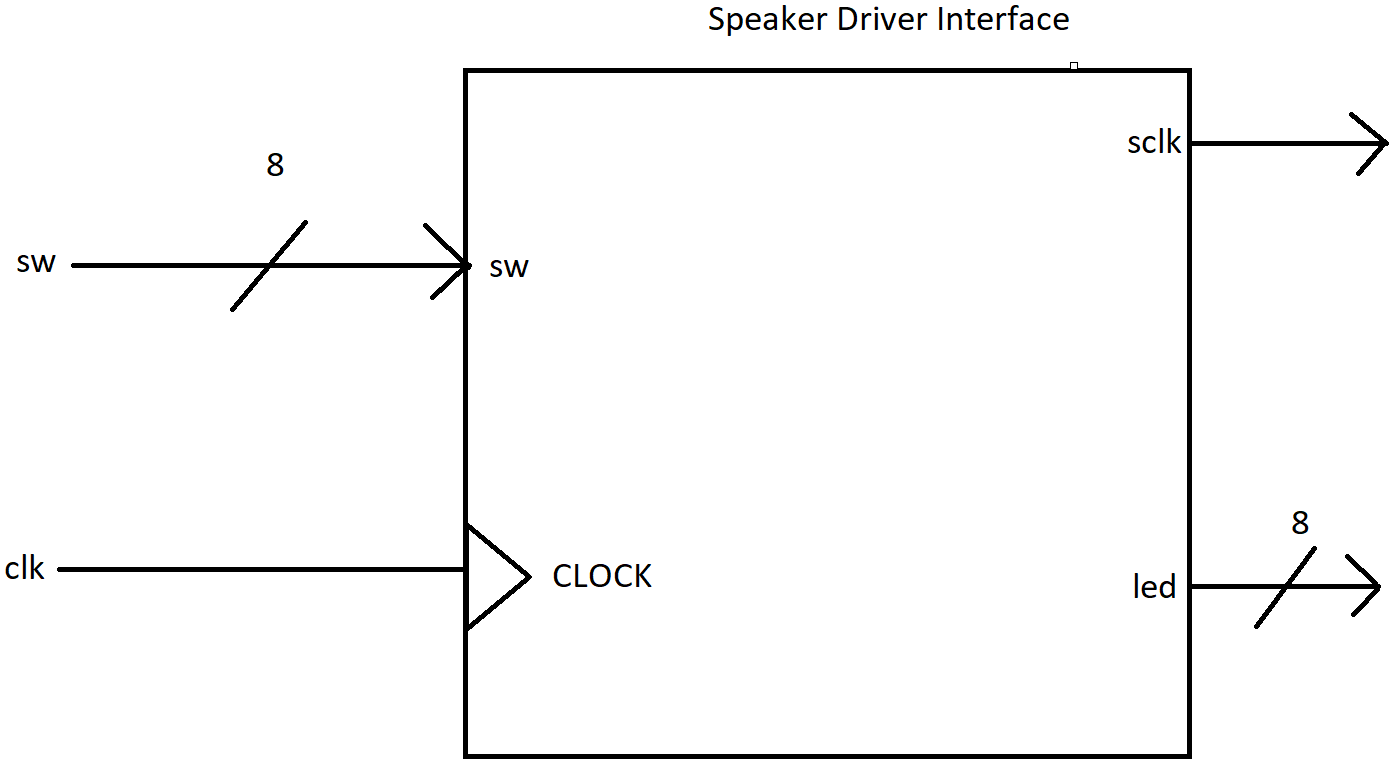 Speaker Driver Interface
sclk
8
sw
sw
8
clk
CLOCK
led